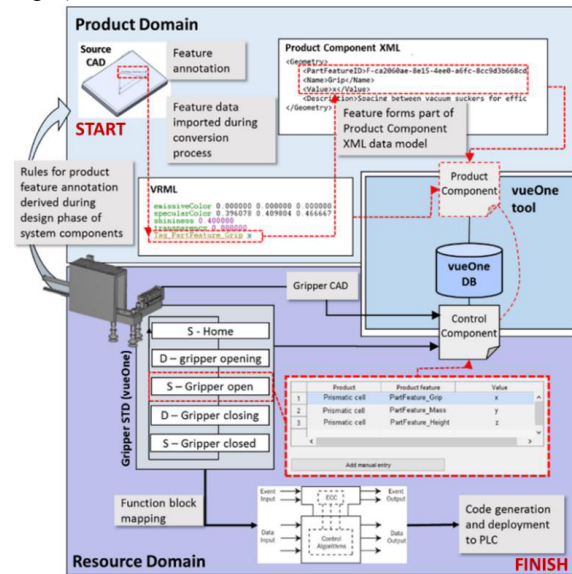 Product Domain
Source
CAD
Feature
annotation
START
Feature data
imported during
conversion
process
Product Component XML
<Geometry>
<PartFeatureID>F-ca2060ae-8e15-4ee0-a6fc-8cc9d3b668cd
<Name>Grip</Name>
<Value>x</Value>
<Description>Spacing between vacuum suckers for effic
</Geometry>
Feature forms part of
Product Component
XML data model
Rules for product
feature annotation
derived during
design phase of
system components
VRML
emissiveColor 0.000000 0.000000 0.000000
specularColor 0.396078 0.409804 0.466667
shininess 0.400000
transparency 0.000000
Tag_PartFeature_Grip x
Product
Component
vueOne
tool
vueOne
DB
Control
Component
Gripper CAD
Gripper STD (vueOne)
S - Home
D – gripper opening
S – Gripper open
D – Gripper closing
S – Gripper closed
Product Product feature Value
1 Prismatic cell PartFeature_Grip x
2 Prismatic cell PartFeature_Mass y
3 Prismatic cell PartFeature_Height z
Add manual entry
Function block
mapping
Event
Input
ECC
Event
Output
Data
Input
Control
Algorithms
Data
Output
Code generation
and deployment
to PLC
Resource Domain
FINISH